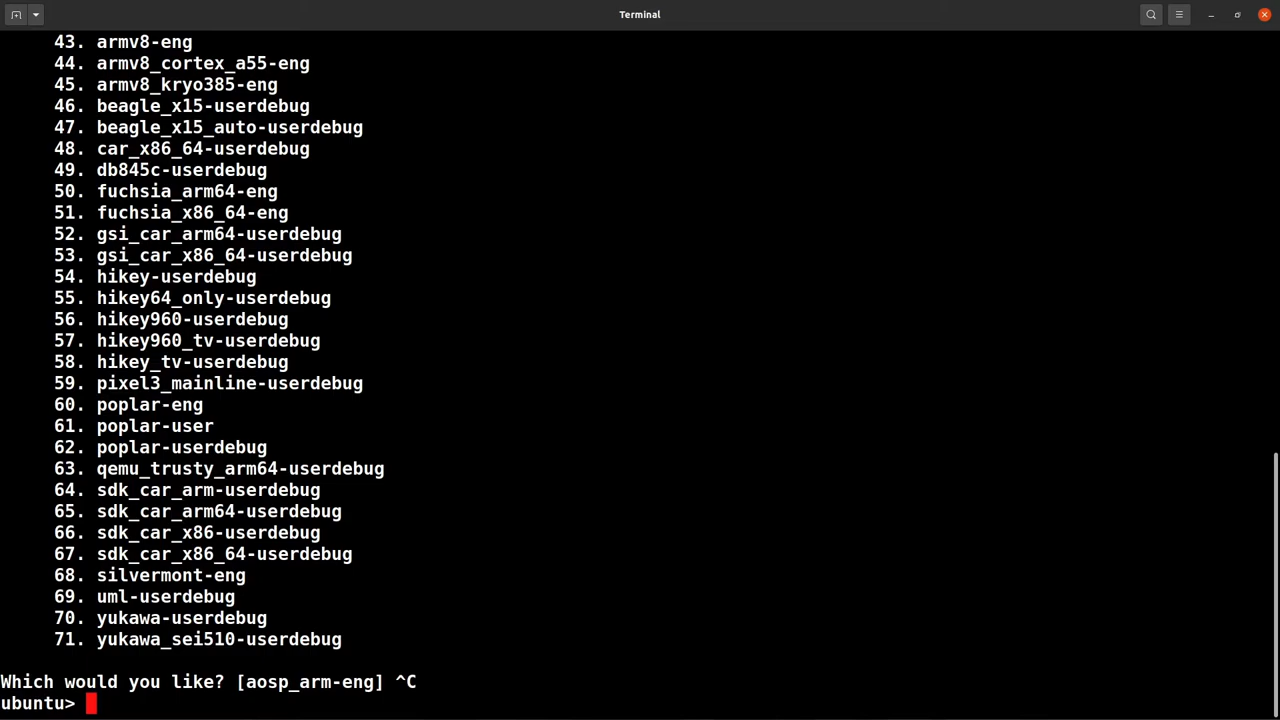 Terminal
43. armv8-eng
44. armv8_cortex_a55-eng
45. armv8_kryo385-eng
46. beagle_x15-userdebug
47. beagle_x15_auto-userdebug
48. car_x86_64-userdebug
49. db845c-userdebug
50. fuchsia_arm64-eng
51. fuchsia_x86_64-eng
52. gsi_car_arm64-userdebug
53. gsi_car_x86_64-userdebug
54. hikey-userdebug
55. hikey64_only-userdebug
56. hikey960-userdebug
57. hikey960_tv-userdebug
58. hikey_tv-userdebug
59. pixel3_mainline-userdebug
60. poplar-eng
61. poplar-user
62. poplar-userdebug
63. qemu_trusty_arm64-userdebug
64. sdk_car_arm-userdebug
65. sdk_car_arm64-userdebug
66. sdk_car_x86-userdebug
67. sdk_car_x86_64-userdebug
68. silvermont-eng
69. uml-userdebug
70. yukawa-userdebug
71. yukawa_sei510-userdebug
Which would you like? [aosp_arm-eng] ^C
ubuntu>